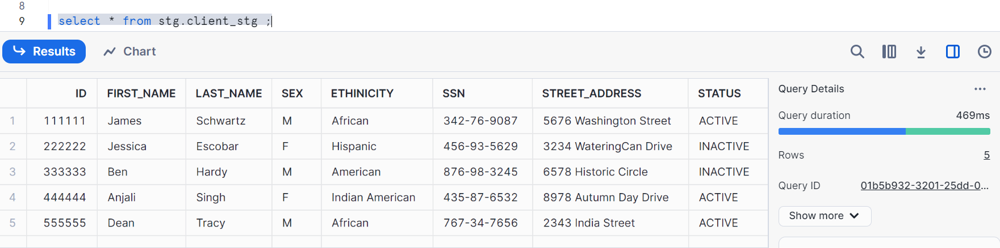 8
9 select * from stg.client_stg ;
Results Chart
ID FIRST_NAME LAST_NAME SEX ETHINICITY SSN STREET_ADDRESS STATUS
1 111111 James Schwartz M African 342-76-9087 5676 Washington Street ACTIVE
2 222222 Jessica Escobar F Hispanic 456-93-5629 3234 WateringCan Drive INACTIVE
3 333333 Ben Hardy M American 876-98-3245 6578 Historic Circle INACTIVE
4 444444 Anjali Singh F Indian American 435-87-6532 8978 Autumn Day Drive ACTIVE
5 555555 Dean Tracy M African 767-34-7656 2343 India Street ACTIVE
Query Details ...
Query duration 469ms
Rows 5
Query ID 01b5b932-3201-25dd-0...
Show more